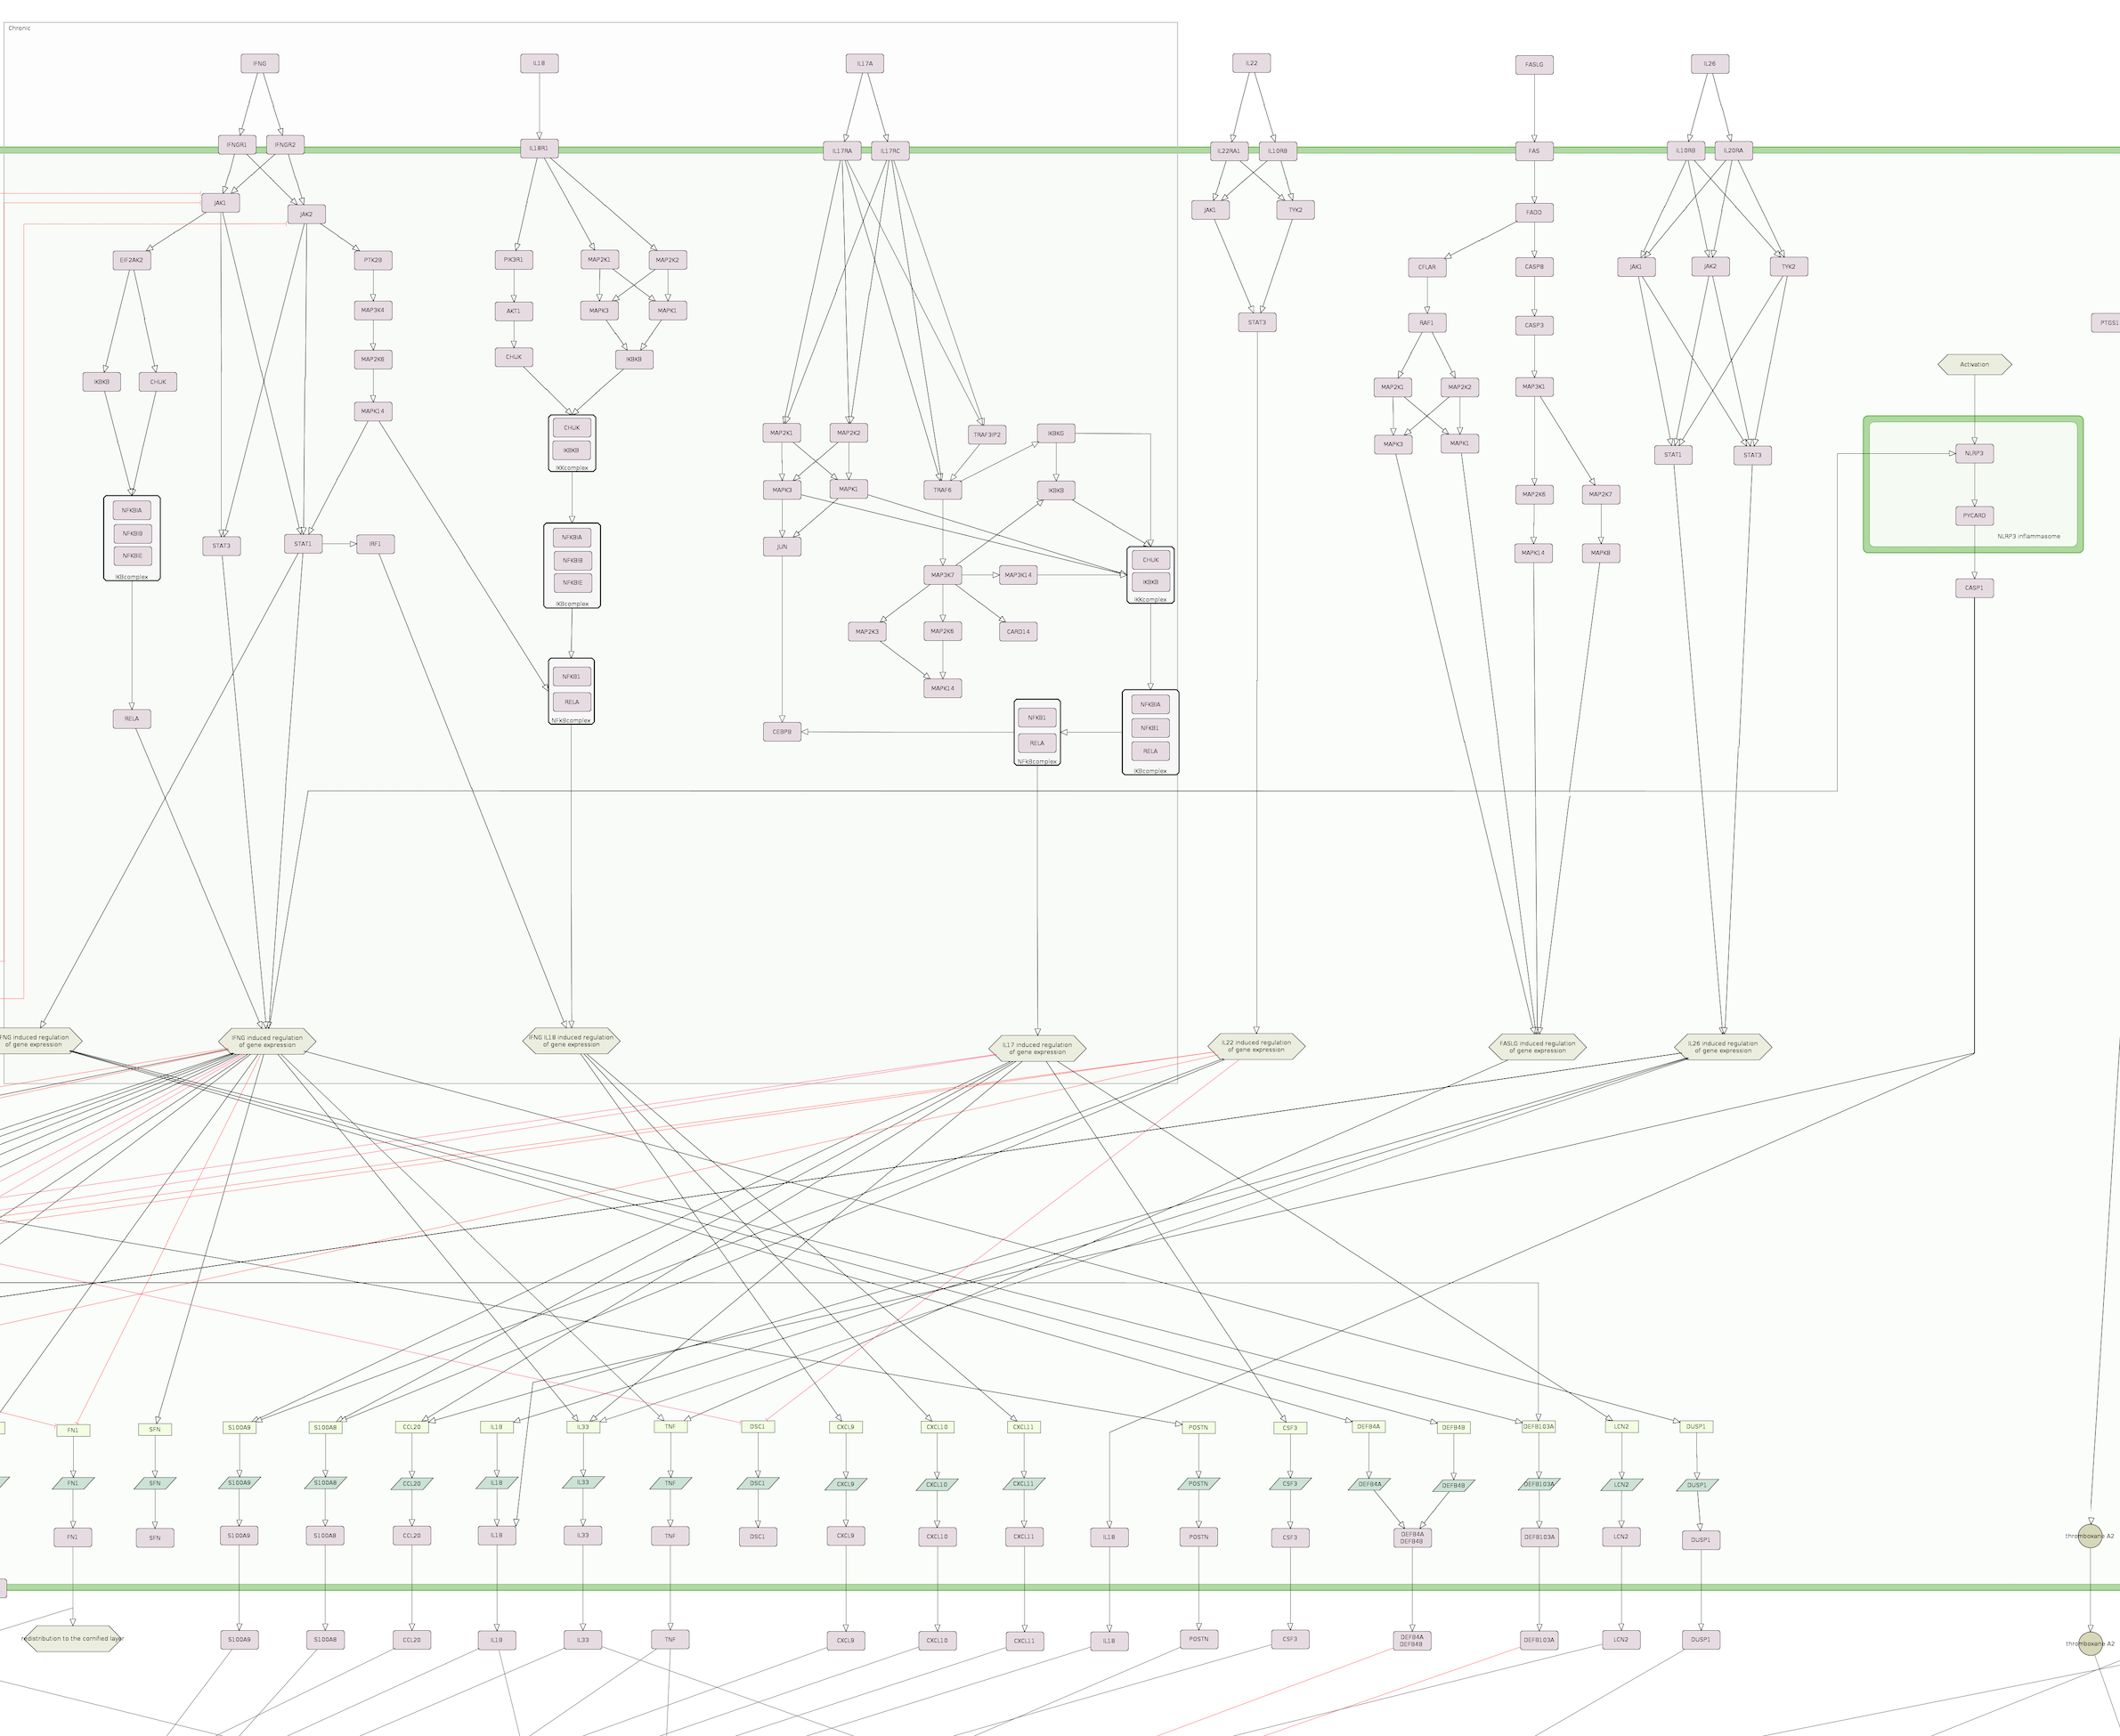 Chronic
IFNG
IL18
IL17A
IL22
FASLG
IL26
IFNGR1
IFNGR2
IL18R1
IL17RA
IL17RC
IL22RA1
IL10RB
FAS
IL10RB
IL20RA
JAK1
JAK2
JAK1
TYK2
FADD
EIF2AK2
PTK2B
PIK3R1
MAP2K1
MAP2K2
CFLAR
CASP8
JAK1
JAK2
TYK2
MAP3K4
AKT1
MAPK3
MAPK1
STAT3
RAF1
CASP3
PTGS1
MAP2K6
CHUK
IKBKB
Activation
IKBKB
CHUK
MAPK14
MAP2K1
MAP2K2
MAP3K1
CHUK
IKBKB
IKKcomplex
MAP2K1
MAP2K2
TRAF3IP2
IKBKG
MAPK3
MAPK1
STAT1
STAT3
NLRP3
MAPK3
MAPK1
TRAF6
IKBKB
MAP2K6
MAP2K7
PYCARD
NLRP3 inflammasome
NFKBIA
NFKBIB
NFKBIE
IKBcomplex
STAT3
STAT1
IRF1
NFKBIA
NFKBIB
NFKBIE
IKBcomplex
JUN
MAPK14
MAPK8
CHUK
IKBKB
IKKcomplex
MAP3K7
MAP3K14
CASP1
MAP2K3
MAP2K6
CARD14
NFKB1
RELA
NFkBcomplex
MAPK14
RELA
CEBPB
NFKB1
RELA
NFkBcomplex
NFKBIA
NFKB1
RELA
IKBcomplex
FNG induced regulation
of gene expression
IFNG induced regulation
of gene expression
IFNG IL18 induced regulation
of gene expression
IL17 induced regulation
of gene expression
IL22 induced regulation
of gene expression
FASLG induced regulation
of gene expression
IL26 induced regulation
of gene expression
FN1
SFN
S100A9
S100A8
CCL20
IL1B
IL33
TNF
DSC1
CXCL9
CXCL10
CXCL11
POSTN
CSF3
DEFB4A
DEFB4B
DEFB103A
LCN2
DUSP1
FN1
SFN
S100A9
S100A8
CCL20
IL1B
IL33
TNF
DSC1
CXCL9
CXCL10
CXCL11
POSTN
CSF3
DEFB4A
DEFB4B
DEFB103A
LCN2
DUSP1
FN1
SFN
S100A9
S100A8
CCL20
IL1B
IL33
TNF
DSC1
CXCL9
CXCL10
CXCL11
IL18
POSTN
CSF3
DEFB4A
DEFB4B
DEFB103A
LCN2
DUSP1
thromboxane A2
redistribution to the cornified layer
S100A9
S100A8
CCL20
IL1B
IL33
TNF
CXCL9
CXCL10
CXCL11
IL18
POSTN
CSF3
DEFB4A
DEFB4B
DEFB103A
LCN2
DUSP1
thromboxane A2